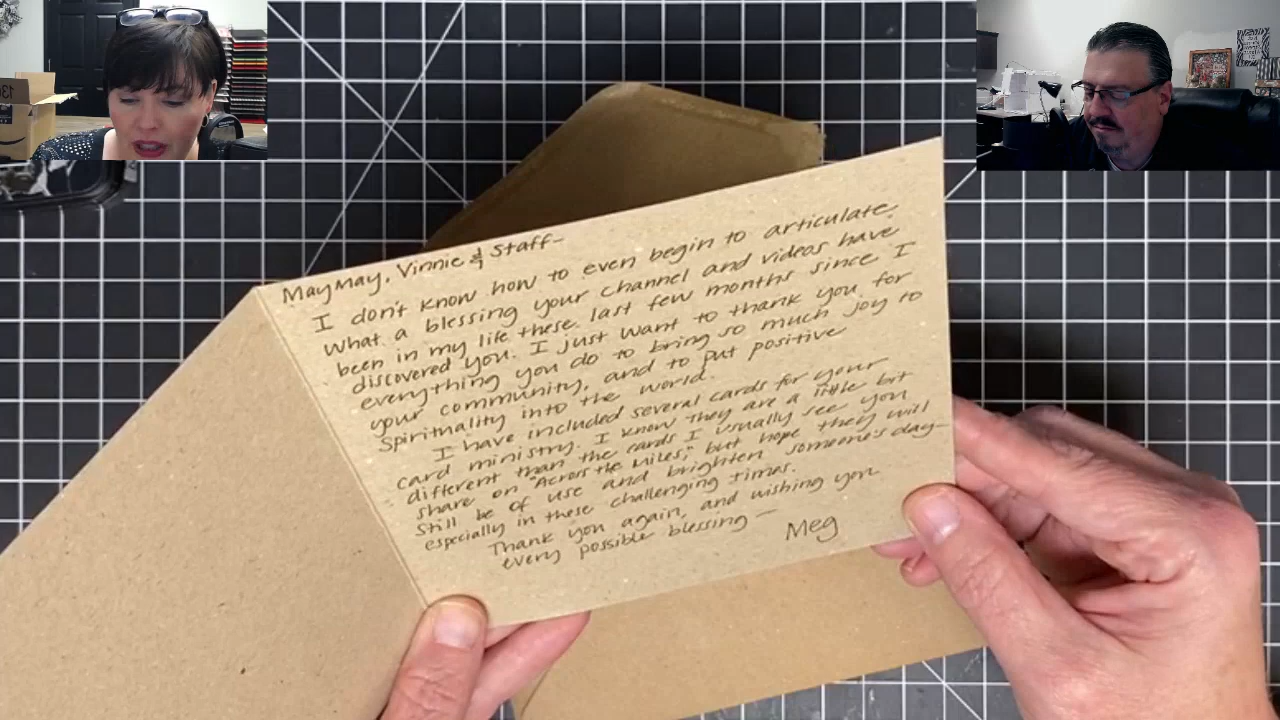 MayMay, Vinnie & Staff-
I don't know how to even begin to articulate
what a blessing your channel and videos have
been in my life these last few months since I
discovered you. I just want to thank you for
everything you do to bring so much joy to
your community, and to put positive
spirituality into the world.
I have included several cards for your
card ministry. I know they are a little bit
different than the cards I usually see you
share on "Across the Miles," but hope they will
still be of use and brighten someone's day—
especially in these challenging times.
Thank you again, and wishing you
every possible blessing —
Meg